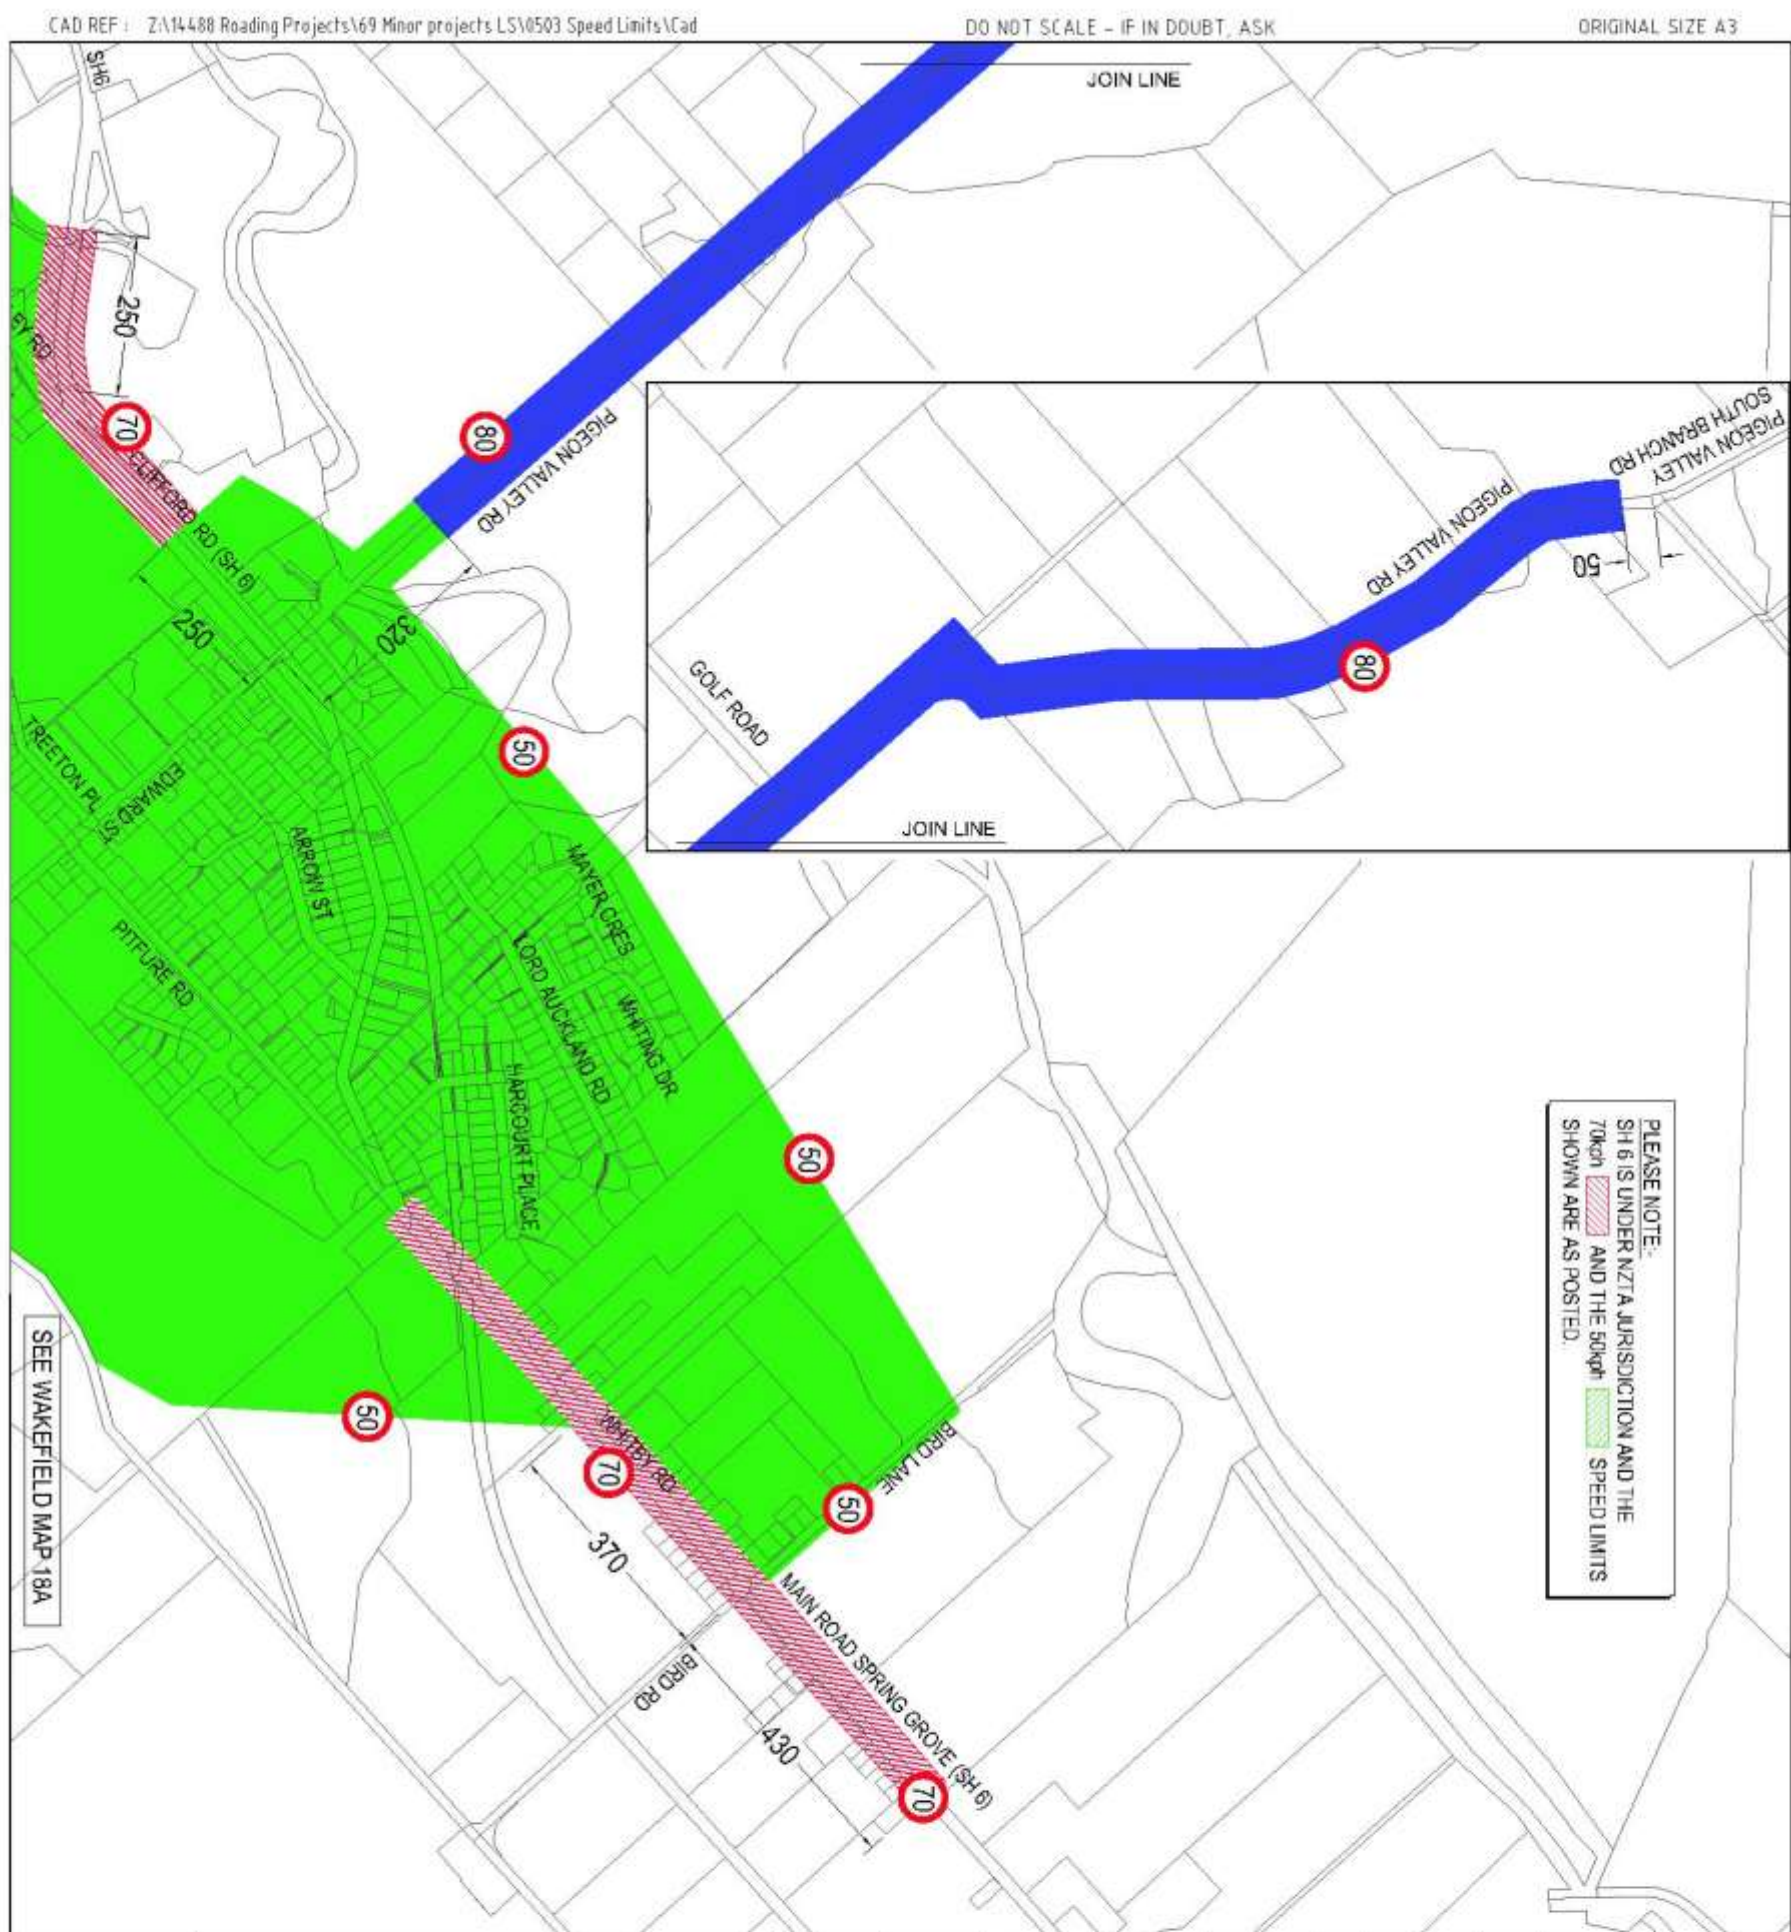 CAD REF : Z:\14488 Roading Projects\69 Minor projects LS\0503 Speed Limits\Cad
DO NOT SCALE - IF IN DOUBT, ASK
ORIGINAL SIZE A3
SH6
JOIN LINE
250
EY RD
70
CLIFFORD RD (SH 6)
80
PIGEON VALLEY RD
250
320
PIGEON VALLEY
SOUTH BRANCH RD
PIGEON VALLEY RD
50
80
GOLF ROAD
JOIN LINE
50
TREETON PL
EDWARD
ST
ARROW ST
PITFURE RD
MAYER CRES
LORD AUCKLAND RD
WHITING DR
HARCOURT PLACE
50
PLEASE NOTE:-
SH 6 IS UNDER NZTA JURISDICTION AND THE
70kph AND THE 50kph SPEED LIMITS
SHOWN ARE AS POSTED.
50
WHITBY RD
70
BIRD LANE
50
370
MAIN ROAD SPRING GROVE (SH 6)
BIRD RD
430
70
SEE WAKEFIELD MAP 18A